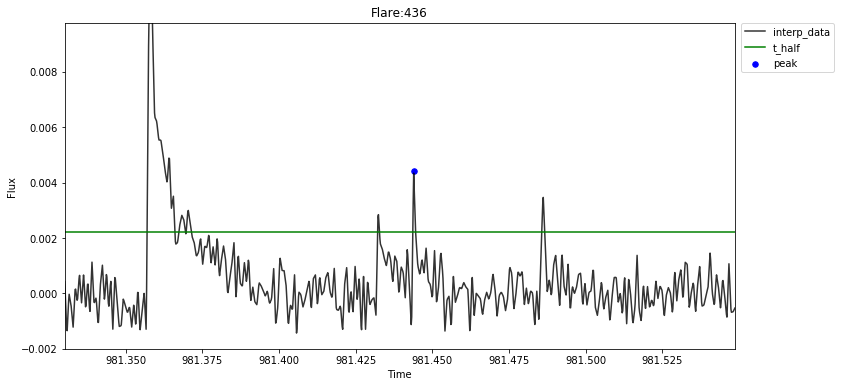 Flare:436
interp_data
t_half
peak
Flux
0.008
0.006
0.004
0.002
0.000
−0.002
981.350
981.375
981.400
981.425
981.450
981.475
981.500
981.525
Time